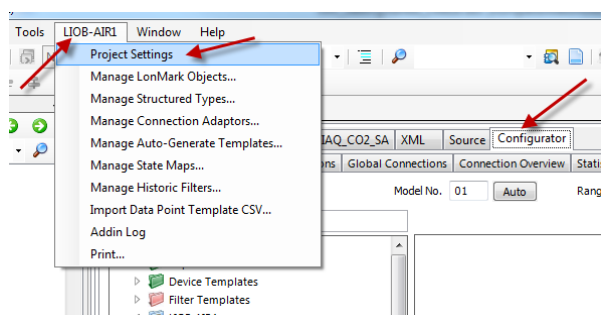 Tools LIOB-AIR1 Window Help
Project Settings
Manage LonMark Objects...
Manage Structured Types...
Manage Connection Adaptors...
Manage Auto-Generate Templates...
Manage State Maps...
Manage Historic Filters...
Import Data Point Template CSV...
Addin Log
Print...
IAQ_CO2_SA XML Source Configurator
Global Connections Connection Overview
Model No. 01 Auto
Device Templates
Filter Templates